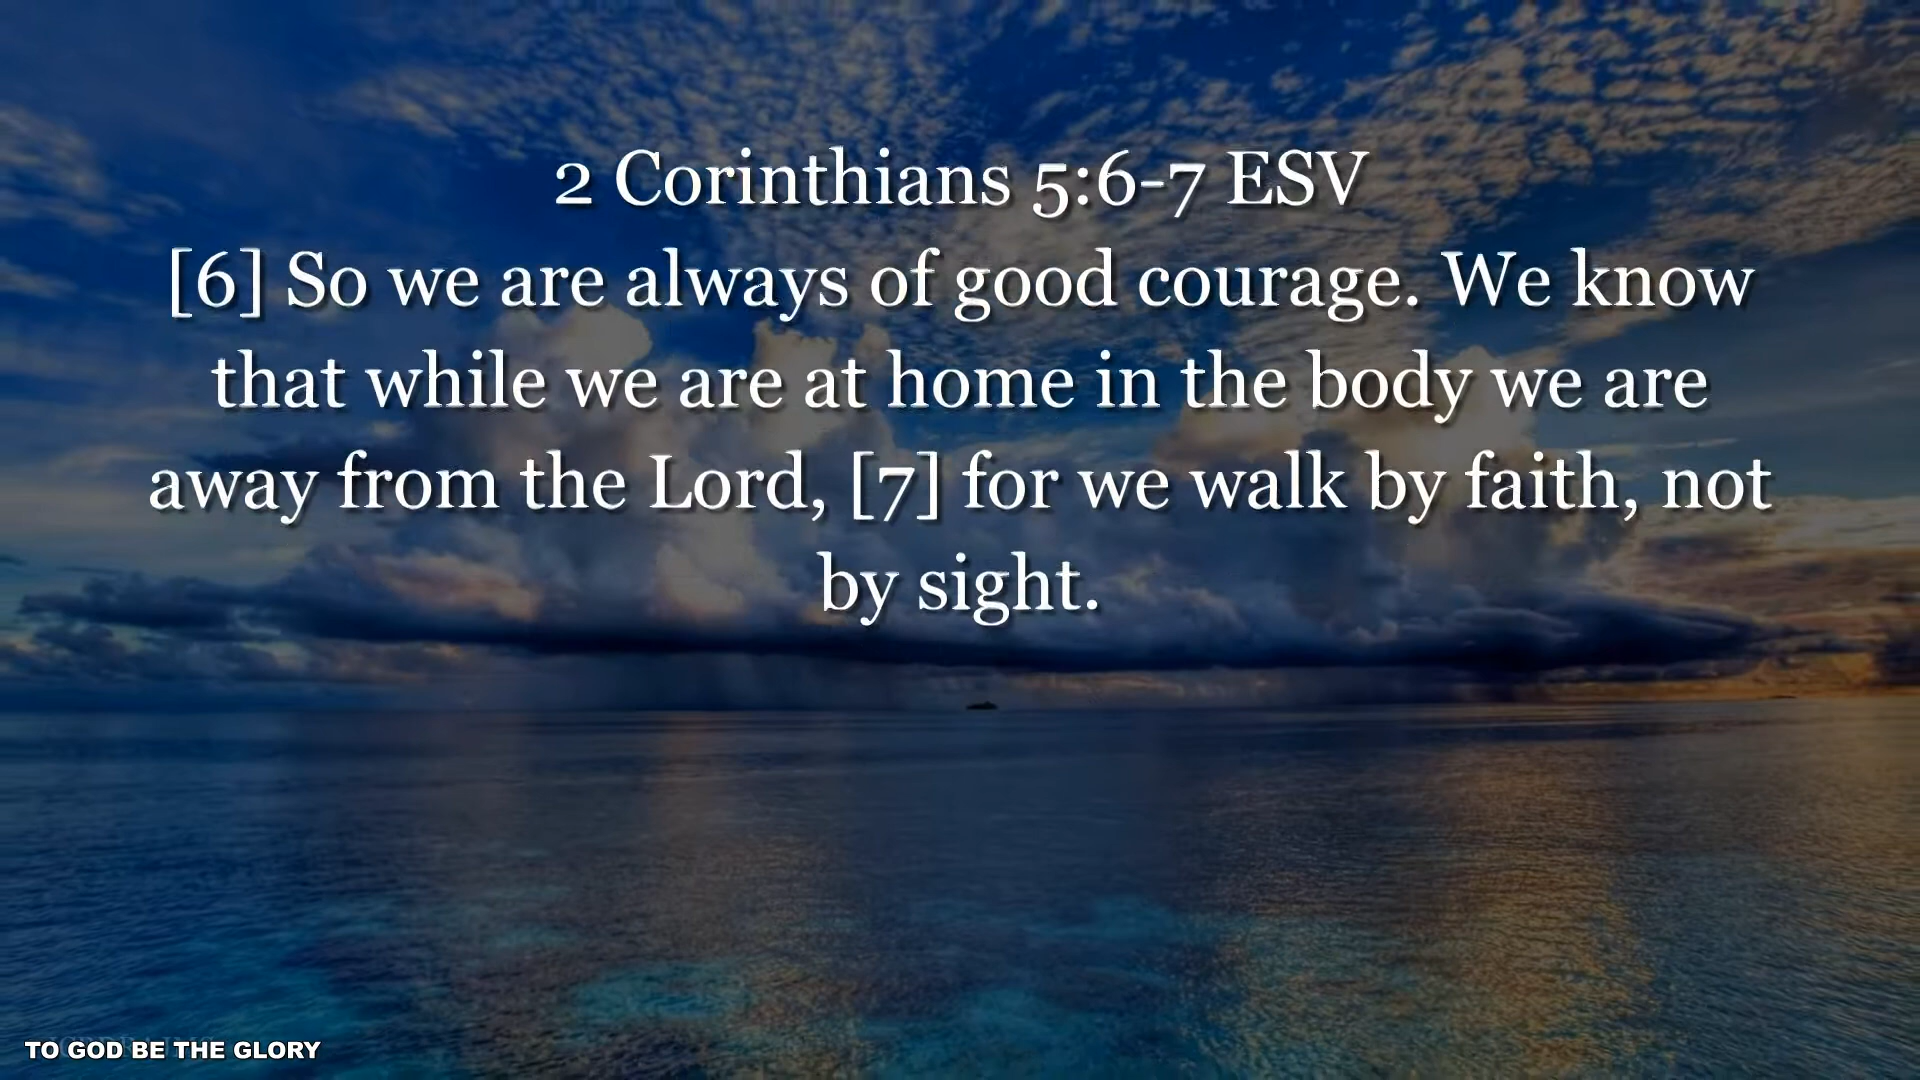 2 Corinthians 5:6-7 ESV
[6] So we are always of good courage. We know
that while we are at home in the body we are
away from the Lord, [7] for we walk by faith, not
by sight.
TO GOD BE THE GLORY